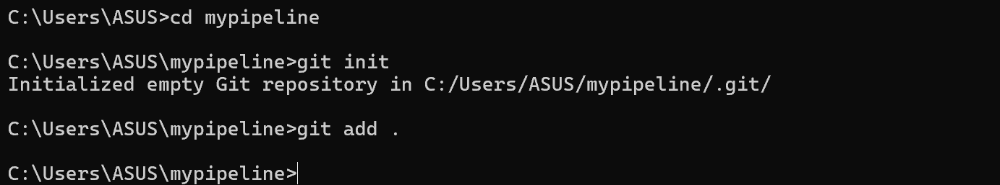 C:\Users\ASUS>cd mypipeline
C:\Users\ASUS\mypipeline>git init
Initialized empty Git repository in C:/Users/ASUS/mypipeline/.git/
C:\Users\ASUS\mypipeline>git add .
C:\Users\ASUS\mypipeline>